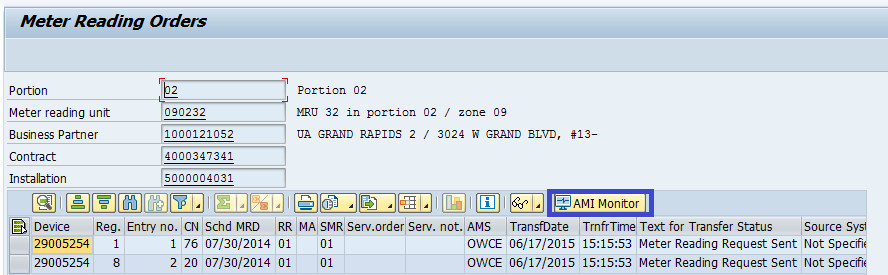 Meter Reading Orders
Portion 02 Portion 02
Meter reading unit 090232 MRU 32 in portion 02 / zone 09
Business Partner 1000121052 UA GRAND RAPIDS 2 / 3024 W GRAND BLVD, #13-
Contract 4000347341
Installation 5000004031
AMI Monitor
Device Reg. Entry no. CN Schd MRD RR MA SMR Serv.order Serv. not. AMS TransfDate TrnfrTime Text for Transfer Status Source Syst
29005254 1 1 76 07/30/2014 01 01 OWCE 06/17/2015 15:15:53 Meter Reading Request Sent Not Specifie
29005254 8 2 20 07/30/2014 01 01 OWCE 06/17/2015 15:15:53 Meter Reading Request Sent Not Specifie